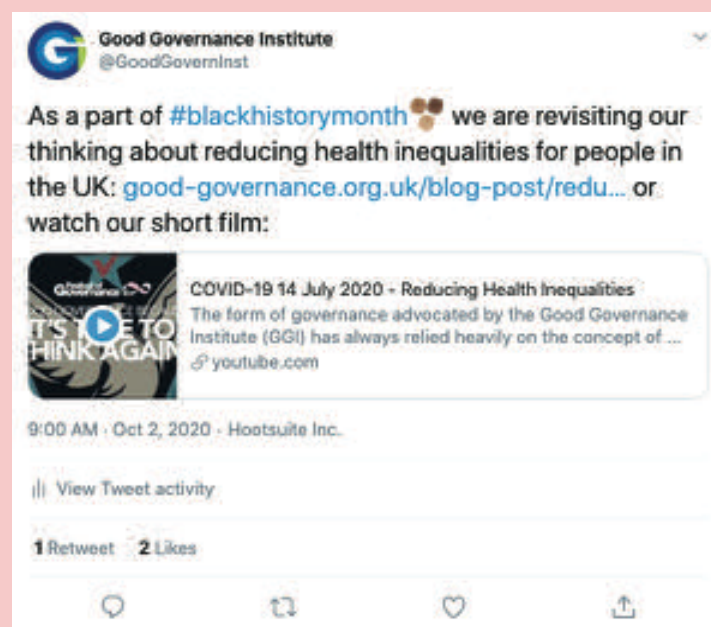 Good Governance Institute
@GoodGovernInst
As a part of #blackhistorymonth we are revisiting our
thinking about reducing health inequalities for people in
the UK: good-governance.org.uk/blog-post/redu... or
watch our short film:
Governance
IT'S TIME TO
THINK AGAIN
COVID-19 14 July 2020 - Reducing Health Inequalities
The form of governance advocated by the Good Governance
Institute (GGI) has always relied heavily on the concept of ...
youtube.com
9:00 AM · Oct 2, 2020 · Hootsuite Inc.
View Tweet activity
1 Retweet 2 Likes